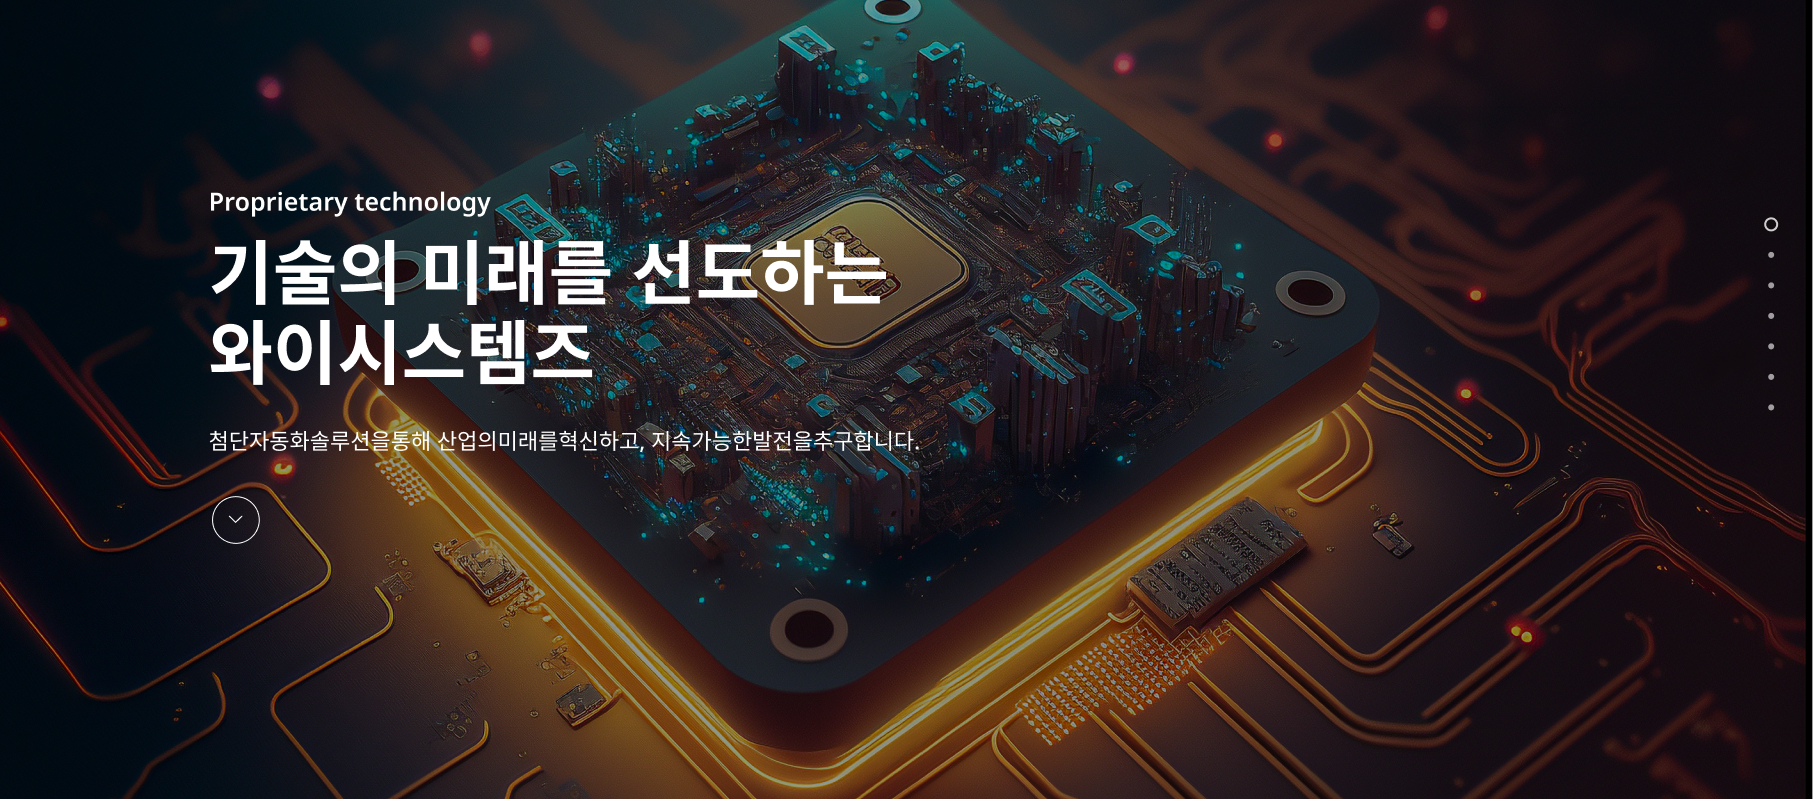 Proprietary technology
기술의 미래를 선도하는
와이시스템즈
첨단자동화솔루션을통해 산업의미래를혁신하고, 지속가능한발전을추구합니다.